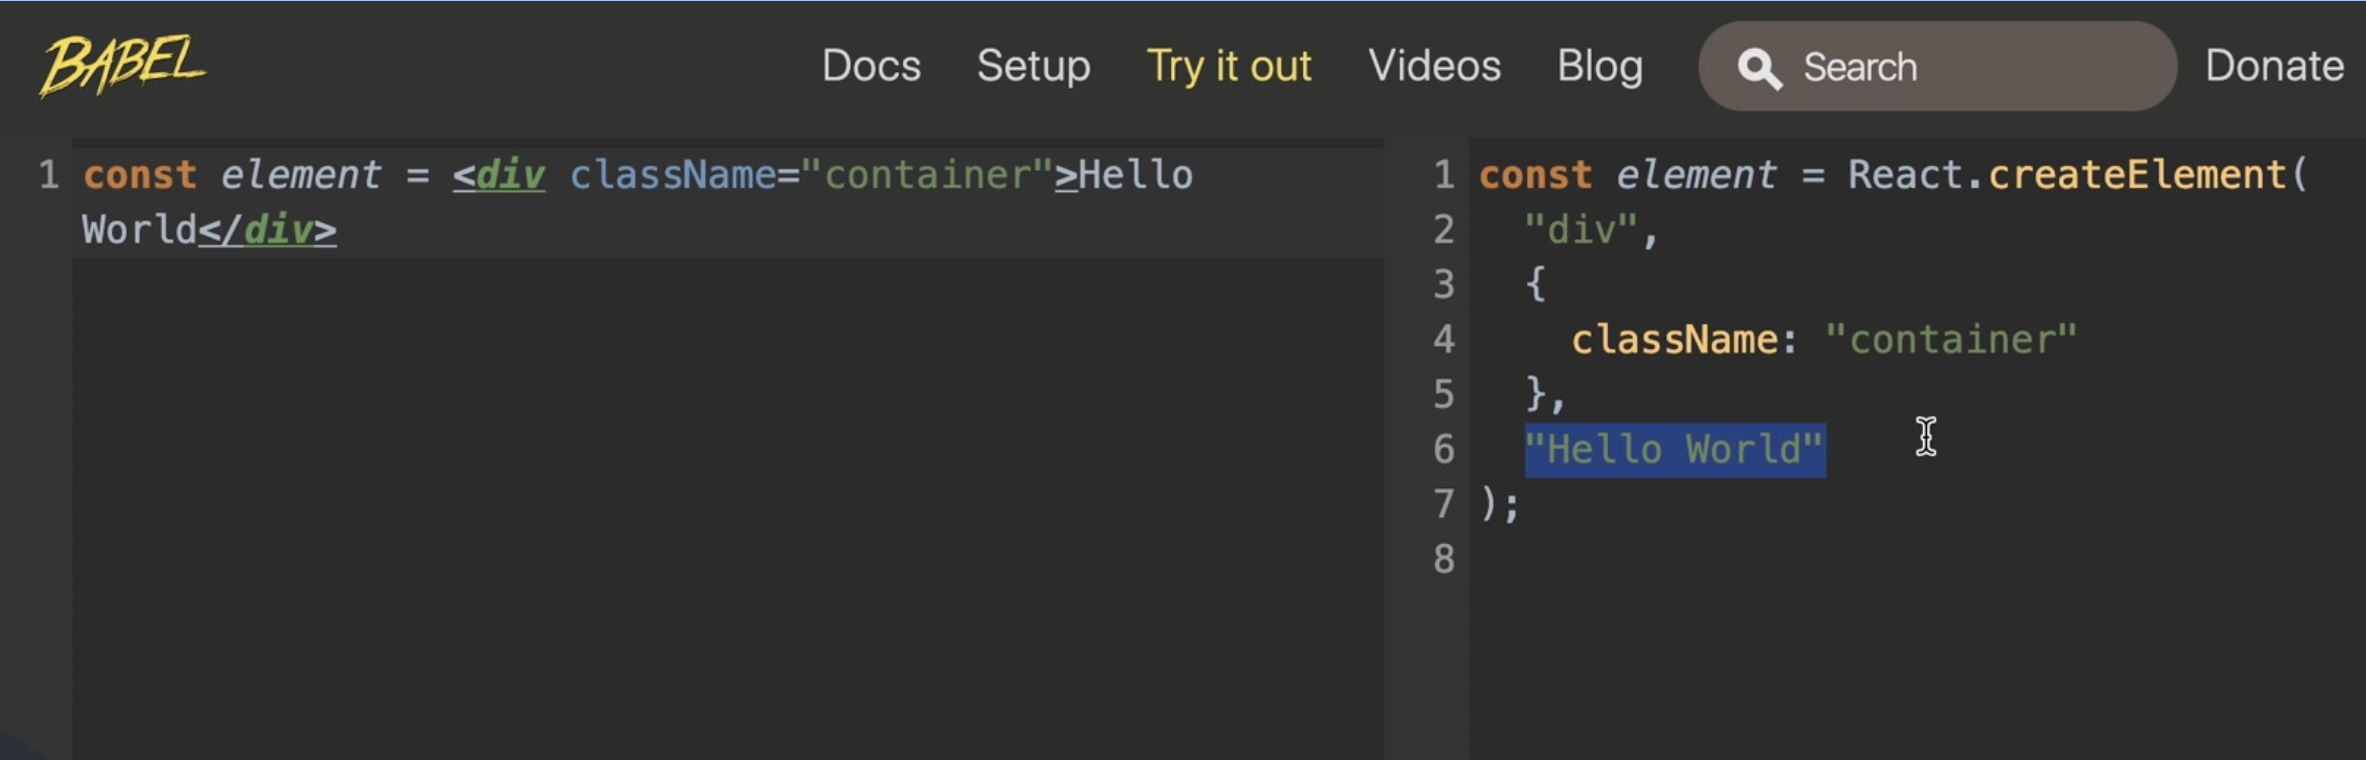 BABEL
Docs Setup Try it out Videos Blog Search Donate
1 const element = <div className="container">Hello
World</div>
1 const element = React.createElement(
2 "div",
3 {
4 className: "container"
5 },
6 "Hello World"
7 );
8